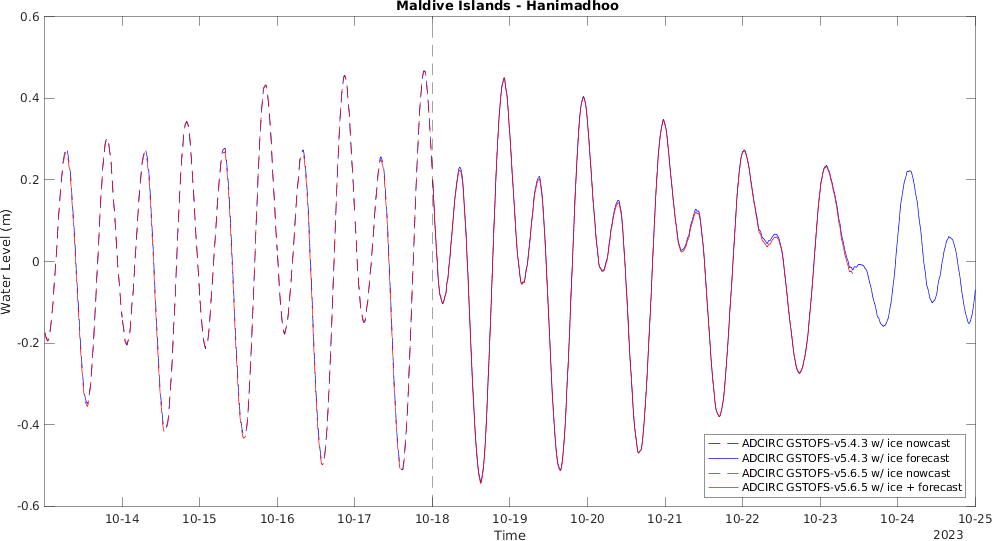 Maldive Islands - Hanimadhoo
0.6
0.4
0.2
0
-0.2
-0.4
-0.6
Water Level (m)
ADCIRC GSTOFS-v5.4.3 w/ ice nowcast
ADCIRC GSTOFS-v5.4.3 w/ ice forecast
ADCIRC GSTOFS-v5.6.5 w/ ice nowcast
ADCIRC GSTOFS-v5.6.5 w/ ice + forecast
10-14 10-15 10-16 10-17 10-18 10-19 10-20 10-21 10-22 10-23 10-24 10-25
Time
2023